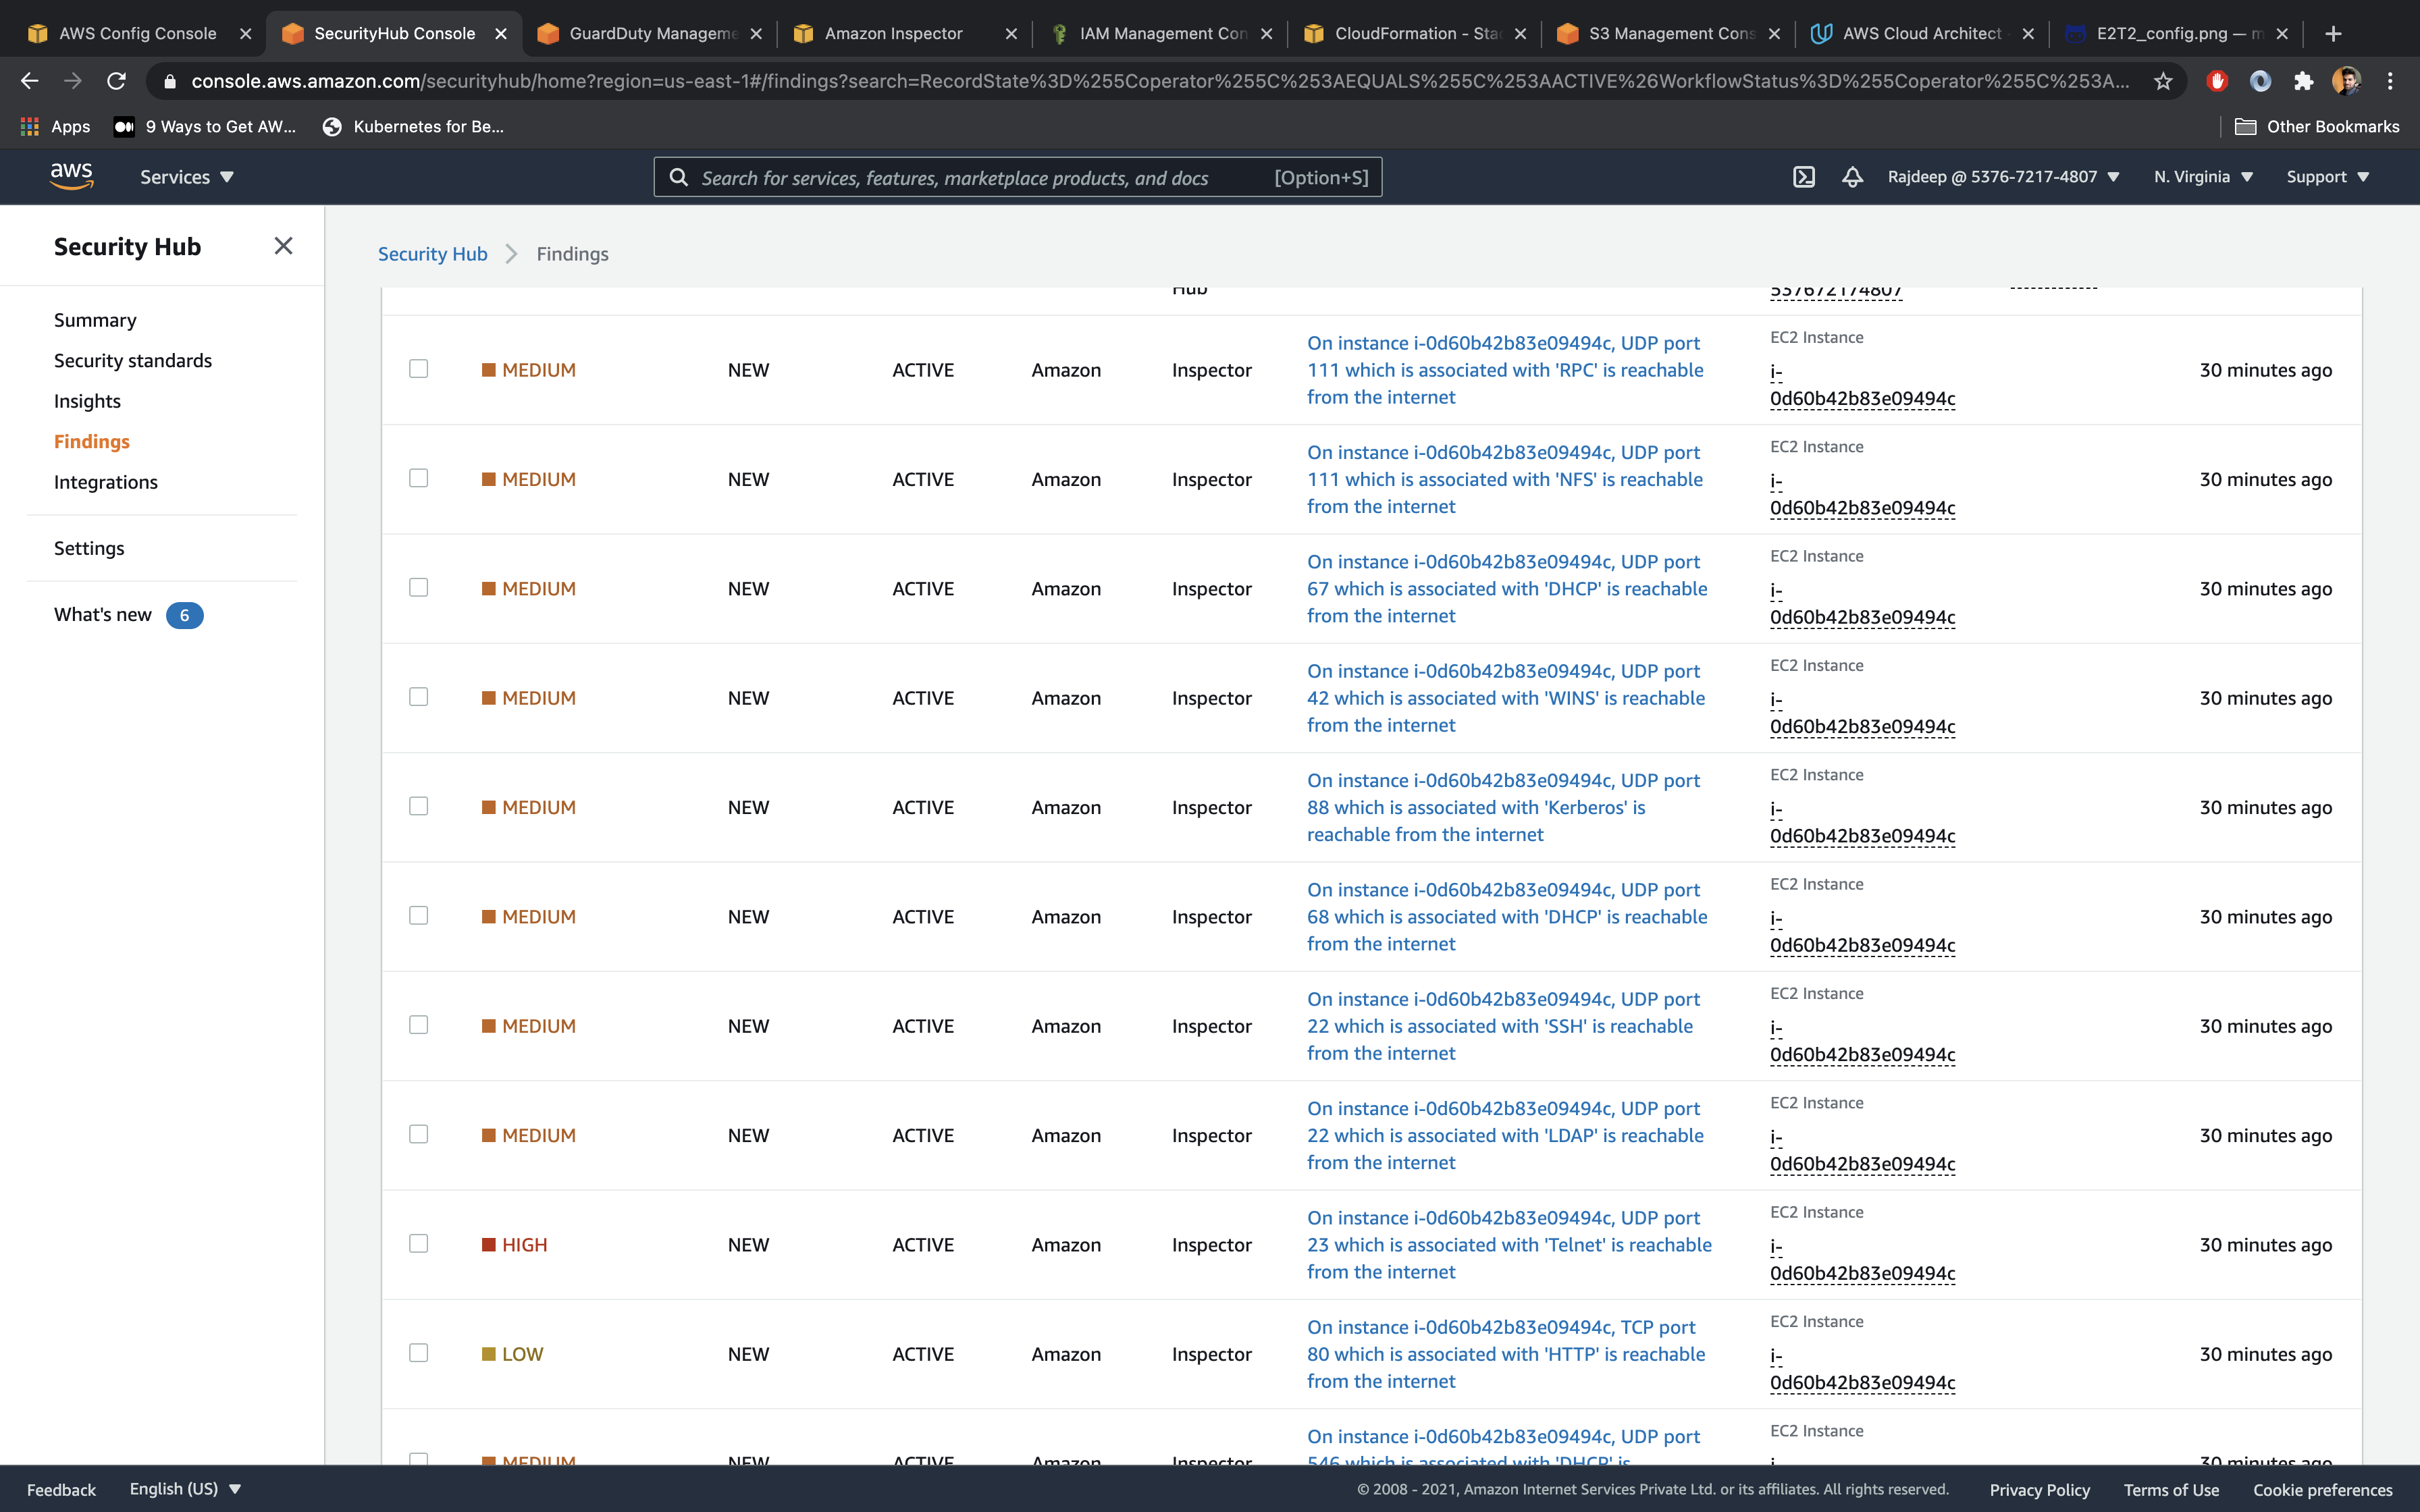 AWS Config Console
SecurityHub Console
GuardDuty Manageme
Amazon Inspector
IAM Management Con
CloudFormation - Sta
S3 Management Cons
AWS Cloud Architect
E2T2_config.png — m
console.aws.amazon.com/securityhub/home?region=us-east-1#/findings?search=RecordState%3D%255Coperator%255C%253AEQUALS%255C%253AACTIVE%26WorkflowStatus%3D%255Coperator%255C%253A...
Apps
9 Ways to Get AW...
Kubernetes for Be...
Other Bookmarks
aws
Services
Search for services, features, marketplace products, and docs [Option+S]
Rajdeep @ 5376-7217-4807
N. Virginia
Support
Security Hub
Summary
Security standards
Insights
Findings
Integrations
Settings
What's new 6
Security Hub > Findings
Hub
537672174807
MEDIUM NEW ACTIVE Amazon Inspector
On instance i-0d60b42b83e09494c, UDP port
111 which is associated with 'RPC' is reachable
from the internet
EC2 Instance
i-
0d60b42b83e09494c
30 minutes ago
MEDIUM NEW ACTIVE Amazon Inspector
On instance i-0d60b42b83e09494c, UDP port
111 which is associated with 'NFS' is reachable
from the internet
EC2 Instance
i-
0d60b42b83e09494c
30 minutes ago
MEDIUM NEW ACTIVE Amazon Inspector
On instance i-0d60b42b83e09494c, UDP port
67 which is associated with 'DHCP' is reachable
from the internet
EC2 Instance
i-
0d60b42b83e09494c
30 minutes ago
MEDIUM NEW ACTIVE Amazon Inspector
On instance i-0d60b42b83e09494c, UDP port
42 which is associated with 'WINS' is reachable
from the internet
EC2 Instance
i-
0d60b42b83e09494c
30 minutes ago
MEDIUM NEW ACTIVE Amazon Inspector
On instance i-0d60b42b83e09494c, UDP port
88 which is associated with 'Kerberos' is
reachable from the internet
EC2 Instance
i-
0d60b42b83e09494c
30 minutes ago
MEDIUM NEW ACTIVE Amazon Inspector
On instance i-0d60b42b83e09494c, UDP port
68 which is associated with 'DHCP' is reachable
from the internet
EC2 Instance
i-
0d60b42b83e09494c
30 minutes ago
MEDIUM NEW ACTIVE Amazon Inspector
On instance i-0d60b42b83e09494c, UDP port
22 which is associated with 'SSH' is reachable
from the internet
EC2 Instance
i-
0d60b42b83e09494c
30 minutes ago
MEDIUM NEW ACTIVE Amazon Inspector
On instance i-0d60b42b83e09494c, UDP port
22 which is associated with 'LDAP' is reachable
from the internet
EC2 Instance
i-
0d60b42b83e09494c
30 minutes ago
HIGH NEW ACTIVE Amazon Inspector
On instance i-0d60b42b83e09494c, UDP port
23 which is associated with 'Telnet' is reachable
from the internet
EC2 Instance
i-
0d60b42b83e09494c
30 minutes ago
LOW NEW ACTIVE Amazon Inspector
On instance i-0d60b42b83e09494c, TCP port
80 which is associated with 'HTTP' is reachable
from the internet
EC2 Instance
i-
0d60b42b83e09494c
30 minutes ago
MEDIUM NEW ACTIVE Amazon Inspector
On instance i-0d60b42b83e09494c, UDP port
546 which is associated with 'DHCP' is
EC2 Instance
i-
30 minutes ago
Feedback
English (US)
© 2008 - 2021, Amazon Internet Services Private Ltd. or its affiliates. All rights reserved.
Privacy Policy
Terms of Use
Cookie preferences